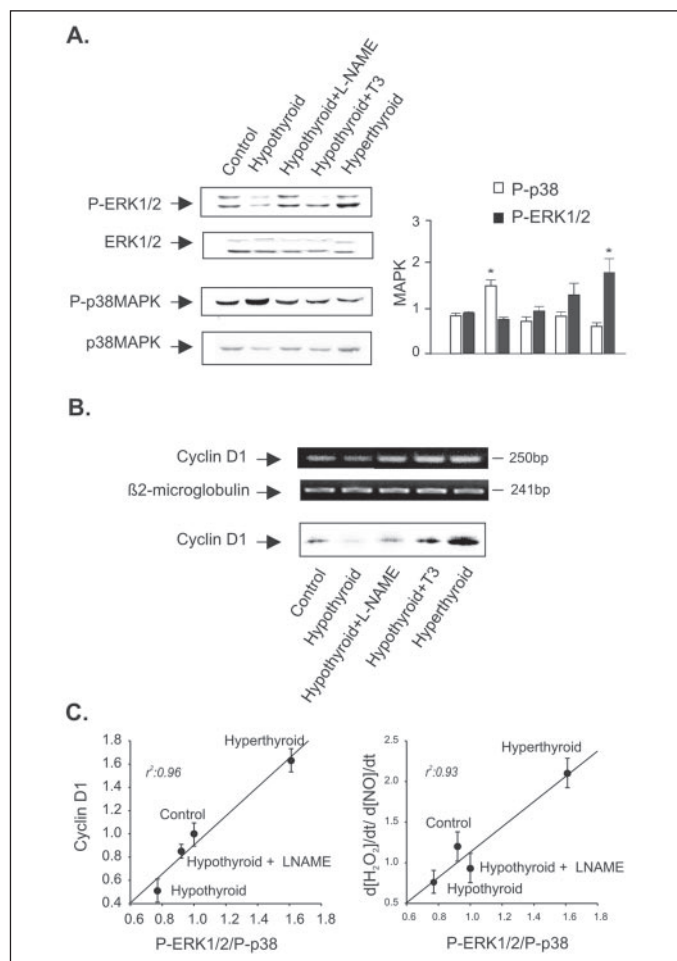 A.
Control
Hypothyroid
Hypothyroid+L-NAME
Hypothyroid+T3
Hyperthyroid
P-ERK1/2
ERK1/2
P-p38MAPK
p38MAPK
P-p38
P-ERK1/2
MAPK
3
2
1
0
*
*
B.
Cyclin D1
250bp
ß2-microglobulin
241bp
Cyclin D1
Control
Hypothyroid
Hypothyroid+L-NAME
Hypothyroid+T3
Hyperthyroid
C.
Cyclin D1
1.8
1.6
1.4
1.2
1.0
0.8
0.6
0.4
r²:0.96
Hyperthyroid
Control
Hypothyroid + LNAME
Hypothyroid
0.6 0.8 1.0 1.2 1.4 1.6 1.8
P-ERK1/2/P-p38
d[H₂O₂]/dt/ d[NO]/dt
2.5
2.0
1.5
1.0
0.5
r²:0.93
Hyperthyroid
Control
Hypothyroid + LNAME
Hypothyroid
0.6 0.8 1.0 1.2 1.4 1.6 1.8
P-ERK1/2/P-p38